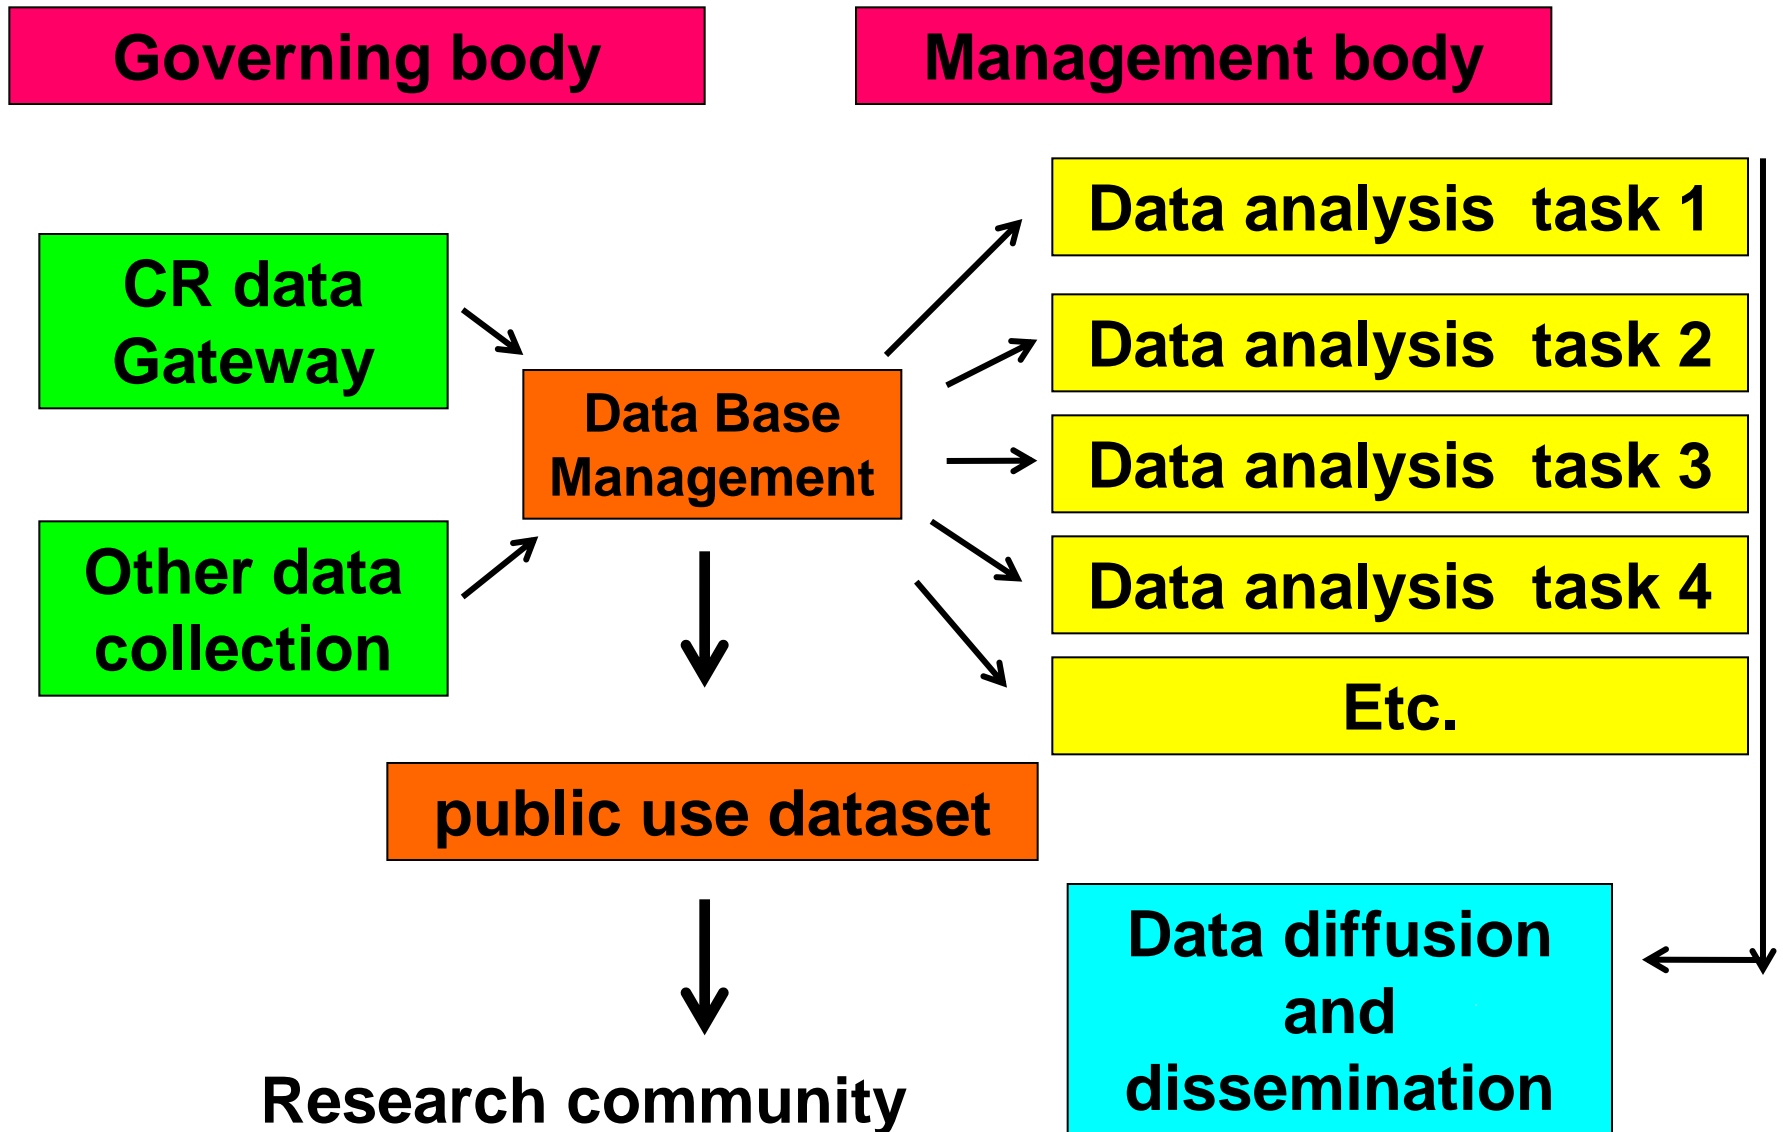 Governing body
Management body
CR data
Gateway
Other data
collection
Data Base
Management
Data analysis  task 1
Data analysis  task 2
Data analysis  task 3
Data analysis  task 4
Etc.
public use dataset
Research community
Data diffusion
and
dissemination